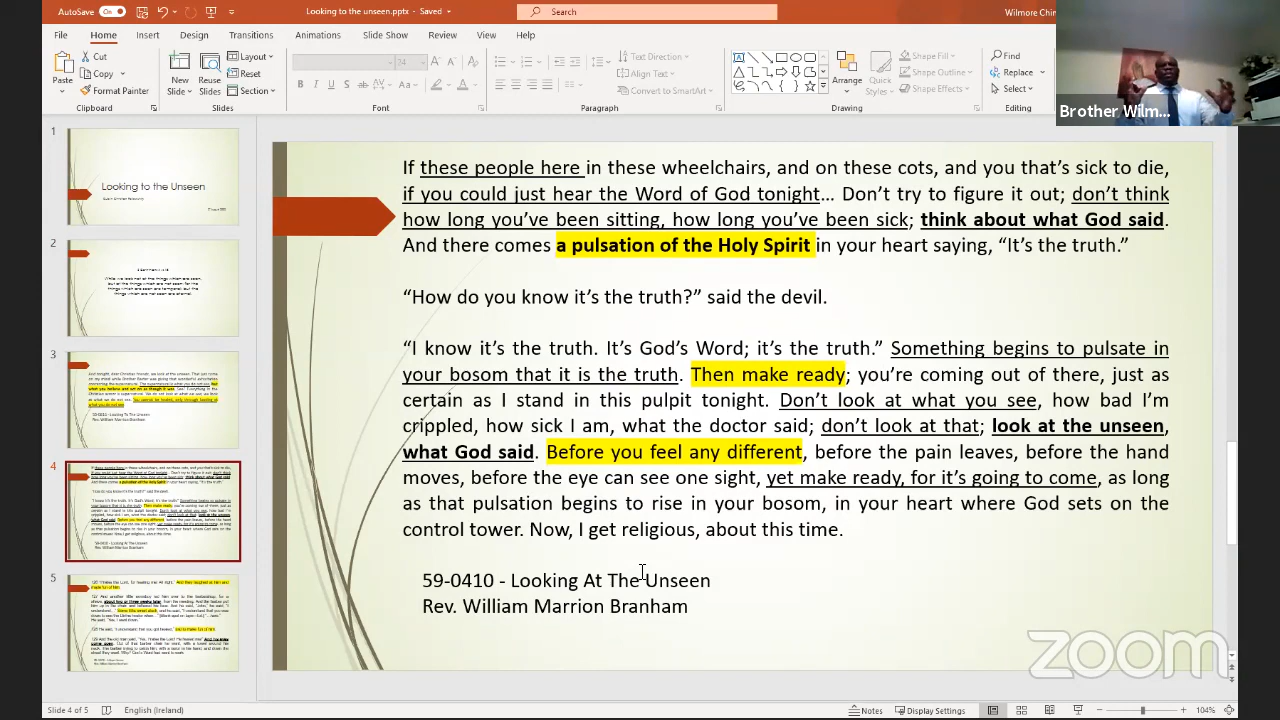 AutoSave
On
Looking to the unseen.pptx - Saved
Search
Wilmore Chin
File
Home
Insert
Design
Transitions
Animations
Slide Show
Review
View
Help
Paste
Cut
Copy
Format Painter
Clipboard
New
Slide
Reuse
Slides
Layout
Reset
Section
Slides
24
Font
Text Direction
Align Text
Convert to SmartArt
Paragraph
Arrange
Quick
Styles
Shape Fill
Shape Outline
Shape Effects
Drawing
Find
Replace
Select
Editing
Brother Wilm...
1
Looking to the Unseen
2
3
4
5
If these people here in these wheelchairs, and on these cots, and you that’s sick to die,
if you could just hear the Word of God tonight... Don’t try to figure it out; don’t think
how long you’ve been sitting, how long you’ve been sick; think about what God said.
And there comes a pulsation of the Holy Spirit in your heart saying, “It’s the truth.”
“How do you know it’s the truth?” said the devil.
“I know it’s the truth. It’s God’s Word; it’s the truth.” Something begins to pulsate in
your bosom that it is the truth. Then make ready; you’re coming out of there, just as
certain as I stand in this pulpit tonight. Don’t look at what you see, how bad I’m
crippled, how sick I am, what the doctor said; don’t look at that; look at the unseen,
what God said. Before you feel any different, before the pain leaves, before the hand
moves, before the eye can see one sight, yet make ready, for it’s going to come, as long
as that pulsation begins to rise in your bosom, in your heart where God sets on the
control tower. Now, I get religious, about this time.
59-0410 - Looking At The Unseen
Rev. William Marrion Branham
zoom
Slide 4 of 5
English (Ireland)
Notes
Display Settings
104%